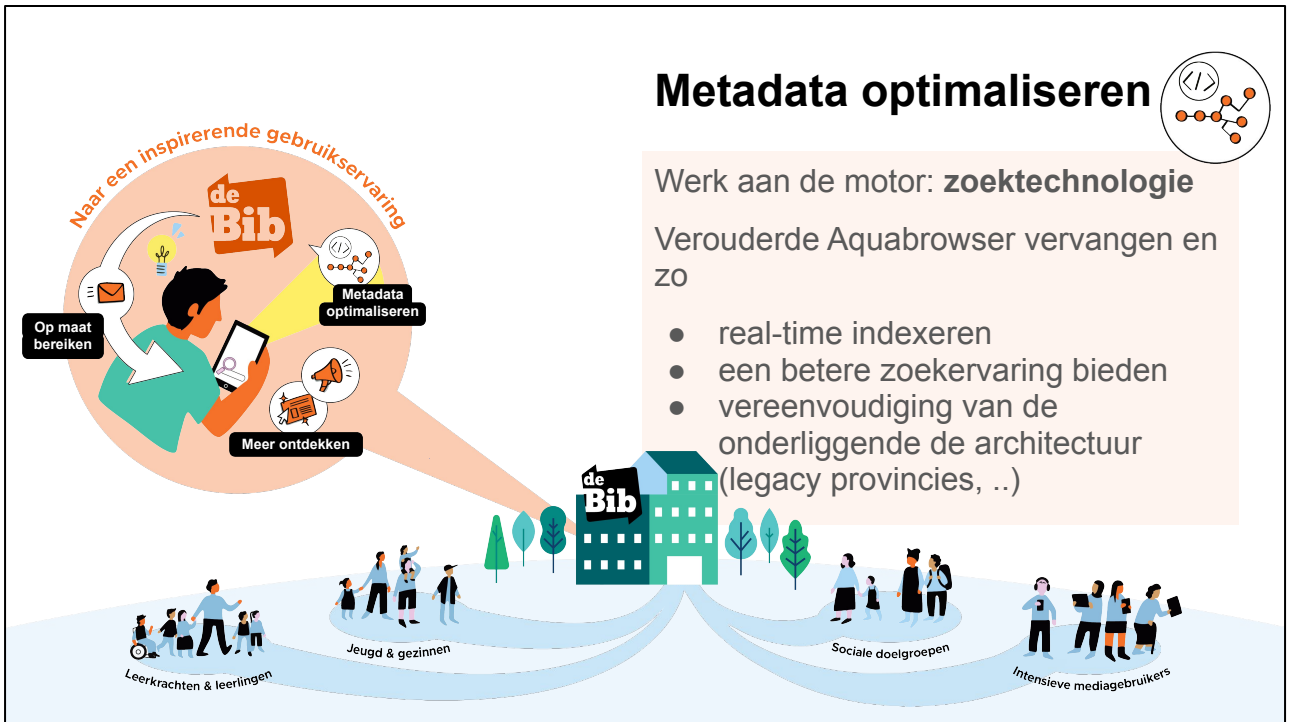 Metadata optimaliseren
</>
Werk aan de motor: zoektechnologie
Verouderde Aquabrowser vervangen en
zo
● real-time indexeren
● een betere zoekervaring bieden
● vereenvoudiging van de
onderliggende de architectuur
(legacy provincies, ..)
Naar een inspirerende gebruikservaring
de
Bib
</>
Metadata
optimaliseren
Op maat
bereiken
Meer ontdekken
de
Bib
Leerkrachten & leerlingen
Jeugd & gezinnen
Sociale doelgroepen
Intensieve mediagebruikers